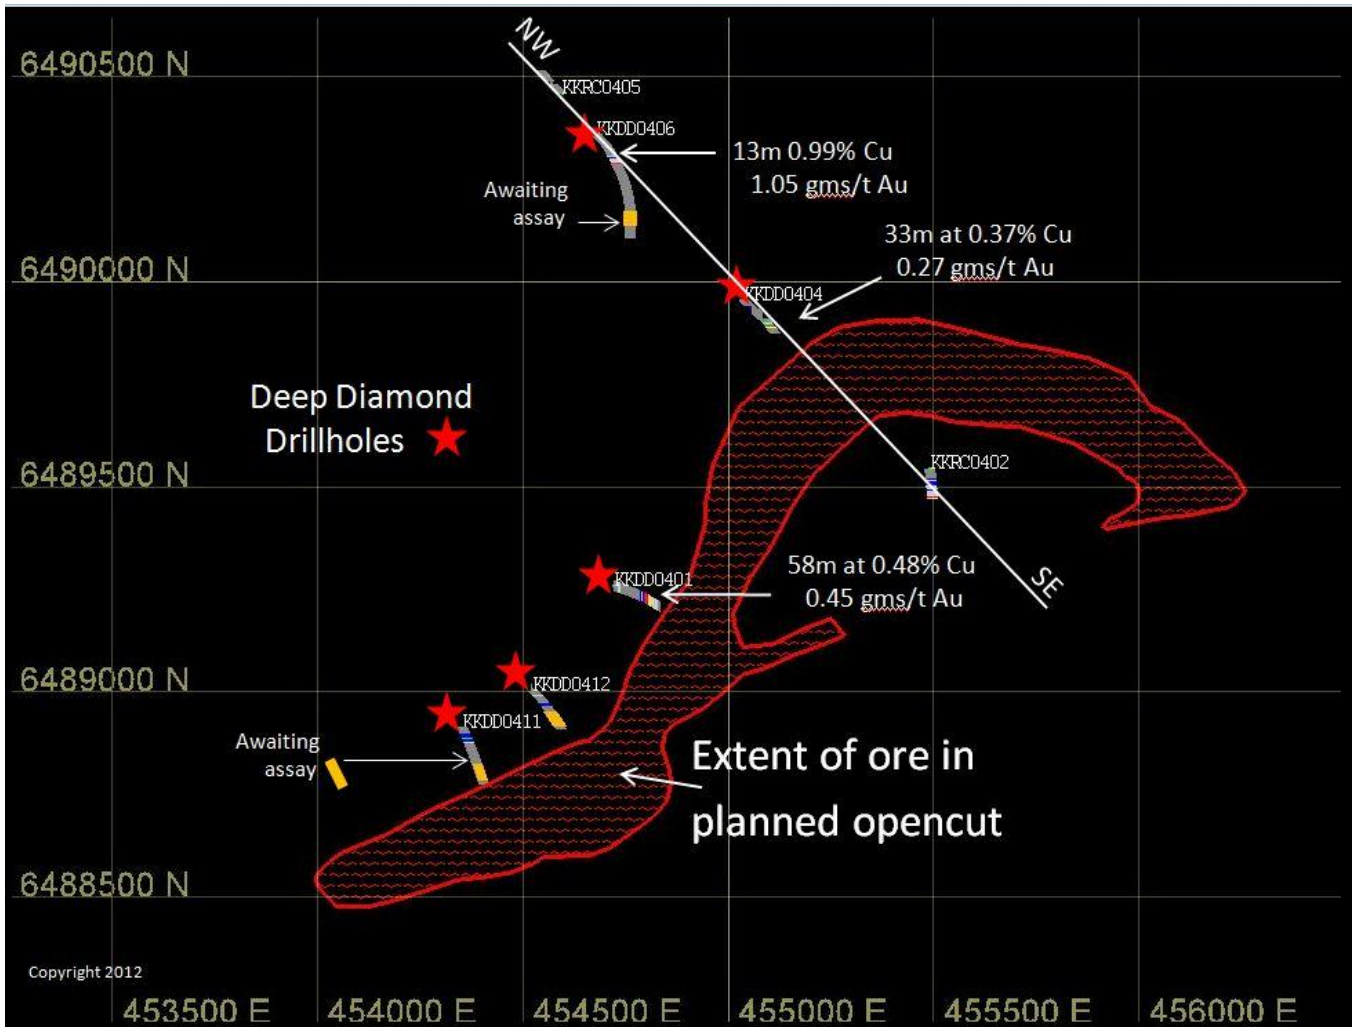 NW
6490500 N
KKRC0405
KKDD0406
13m 0.99% Cu
1.05 gms/t Au
Awaiting
assay
33m at 0.37% Cu
0.27 gms/t Au
6490000 N
KKDD0404
Deep Diamond
Drillholes
KKRC0402
6489500 N
58m at 0.48% Cu
0.45 gms/t Au
KKDD0401
SE
6489000 N
KKDD0412
KKDD0411
Awaiting
assay
Extent of ore in
planned opencut
6488500 N
Copyright 2012
453500 E
454000 E
454500 E
455000 E
455500 E
456000 E